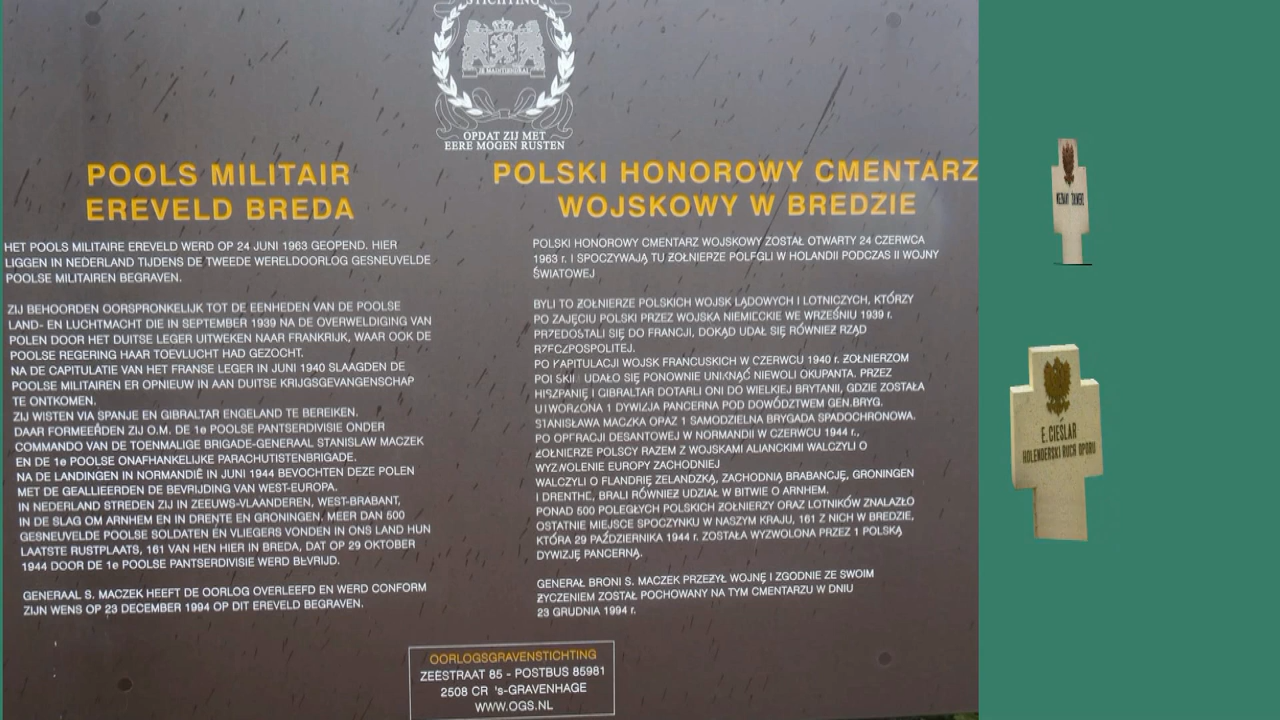 STICHTING
JE MAINTIENDRAI
OPDAT ZIJ MET
EERE MOGEN RUSTEN
POOLS MILITAIR
EREVELD BREDA
HET POOLS MILITAIRE EREVELD WERD OP 24 JUNI 1963 GEOPEND. HIER
LIGGEN IN NEDERLAND TIJDENS DE TWEEDE WERELDOORLOG GESNEUVELDE
POOLSE MILITAIREN BEGRAVEN.
ZIJ BEHOORDEN OORSPRONKELIJK TOT DE EENHEDEN VAN DE POOLSE
LAND- EN LUCHTMACHT DIE IN SEPTEMBER 1939 NA DE OVERWELDIGING VAN
POLEN DOOR HET DUITSE LEGER UITWEKEN NAAR FRANKRIJK, WAAR OOK DE
POOLSE REGERING HAAR TOEVLUCHT HAD GEZOCHT.
NA DE CAPITULATIE VAN HET FRANSE LEGER IN JUNI 1940 SLAAGDEN DE
POOLSE MILITAIREN ER OPNIEUW IN AAN DUITSE KRIJGSGEVANGENSCHAP
TE ONTKOMEN.
ZIJ WISTEN VIA SPANJE EN GIBRALTAR ENGELAND TE BEREIKEN.
DAAR FORMEERDEN ZIJ O.M. DE 1e POOLSE PANTSERDIVISIE ONDER
COMMANDO VAN DE TOENMALIGE BRIGADE-GENERAAL STANISLAW MACZEK
EN DE 1e POOLSE ONAFHANKELIJKE PARACHUTISTENBRIGADE.
NA DE LANDINGEN IN NORMANDIË IN JUNI 1944 BEVOCHTEN DEZE POLEN
MET DE GEALLIEERDEN DE BEVRIJDING VAN WEST-EUROPA.
IN NEDERLAND STREDEN ZIJ IN ZEEUWS-VLAANDEREN, WEST-BRABANT,
IN DE SLAG OM ARNHEM EN IN DRENTE EN GRONINGEN. MEER DAN 500
GESNEUVELDE POOLSE SOLDATEN EN VLIEGERS VONDEN IN ONS LAND HUN
LAATSTE RUSTPLAATS, 161 VAN HEN HIER IN BREDA, DAT OP 29 OKTOBER
1944 DOOR DE 1e POOLSE PANTSERDIVISIE WERD BEVRIJD.
GENERAAL S. MACZEK HEEFT DE OORLOG OVERLEEFD EN WERD CONFORM
ZIJN WENS OP 23 DECEMBER 1994 OP DIT EREVELD BEGRAVEN.
POLSKI HONOROWY CMENTARZ
WOJSKOWY W BREDZIE
POLSKI HONOROWY CMENTARZ WOJSKOWY ZOSTAŁ OTWARTY 24 CZERWCA
1963 r. I SPOCZYWAJĄ TU ŻOŁNIERZE POLEGLI W HOLANDII PODCZAS II WOJNY
ŚWIATOWEJ
BYLI TO ŻOŁNIERZE POLSKICH WOJSK LĄDOWYCH I LOTNICZYCH, KTÓRZY
PO ZAJĘCIU POLSKI PRZEZ WOJSKA NIEMIECKIE WE WRZEŚNIU 1939 r.
PRZEDOSTALI SIĘ DO FRANCJI, DOKĄD UDAŁ SIĘ RÓWNIEŻ RZĄD
RZECZPOSPOLITEJ.
PO KAPITULACJI WOJSK FRANCUSKICH W CZERWCU 1940 r. ŻOŁNIERZOM
POLSKIM UDAŁO SIĘ PONOWNIE UNIKNĄĆ NIEWOLI OKUPANTA. PRZEZ
HISZPANIĘ I GIBRALTAR DOTARLI ONI DO WIELKIEJ BRYTANII, GDZIE ZOSTAŁA
UTWORZONA 1 DYWIZJA PANCERNA POD DOWÓDZTWEM GEN.BRYG.
STANISŁAWA MACZKA OPAZ 1 SAMODZIELNA BRYGADA SPADOCHRONOWA.
PO OPERACJI DESANTOWEJ W NORMANDII W CZERWCU 1944 r.,
ŻOŁNIERZE POLSCY RAZEM Z WOJSKAMI ALIANCKIMI WALCZYLI O
WYZWOLENIE EUROPY ZACHODNIEJ
WALCZYLI O FLANDRIĘ ZELANDZKĄ, ZACHODNIĄ BRABANCJĘ, GRONINGEN
I DRENTHE, BRALI RÓWNIEŻ UDZIAŁ W BITWIE O ARNHEM.
PONAD 500 POLEGŁYCH POLSKICH ŻOŁNIERZY ORAZ LOTNIKÓW ZNALAZŁO
OSTATNIE MIEJSCE SPOCZYNKU W NASZYM KRAJU, 161 Z NICH W BREDZIE,
KTÓRA 29 PAŹDZIERNIKA 1944 r. ZOSTAŁA WYZWOLONA PRZEZ 1 POLSKĄ
DYWIZJĘ PANCERNĄ.
GENERAŁ BRONI S. MACZEK PRZEŻYŁ WOJNĘ I ZGODNIE ZE SWOIM
ŻYCZENIEM ZOSTAŁ POCHOWANY NA TYM CMENTARZU W DNIU
23 GRUDNIA 1994 r.
OORLOGSGRAVENSTICHTING
ZEESTRAAT 85 - POSTBUS 85981
2508 CR 's-GRAVENHAGE
WWW.OGS.NL
NIEZNANY ŻOŁNIERZ
E. CIEŚLAR
HOLENDERSKI RUCH OPORU